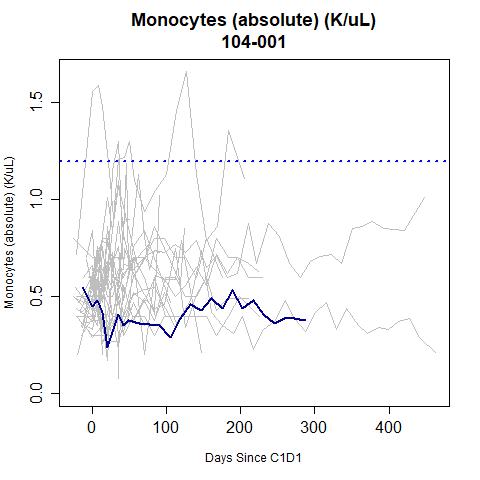 Monocytes (absolute) (K/uL)
104-001
Monocytes (absolute) (K/uL)
1.5
1.0
0.5
0.0
0 100 200 300 400
Days Since C1D1